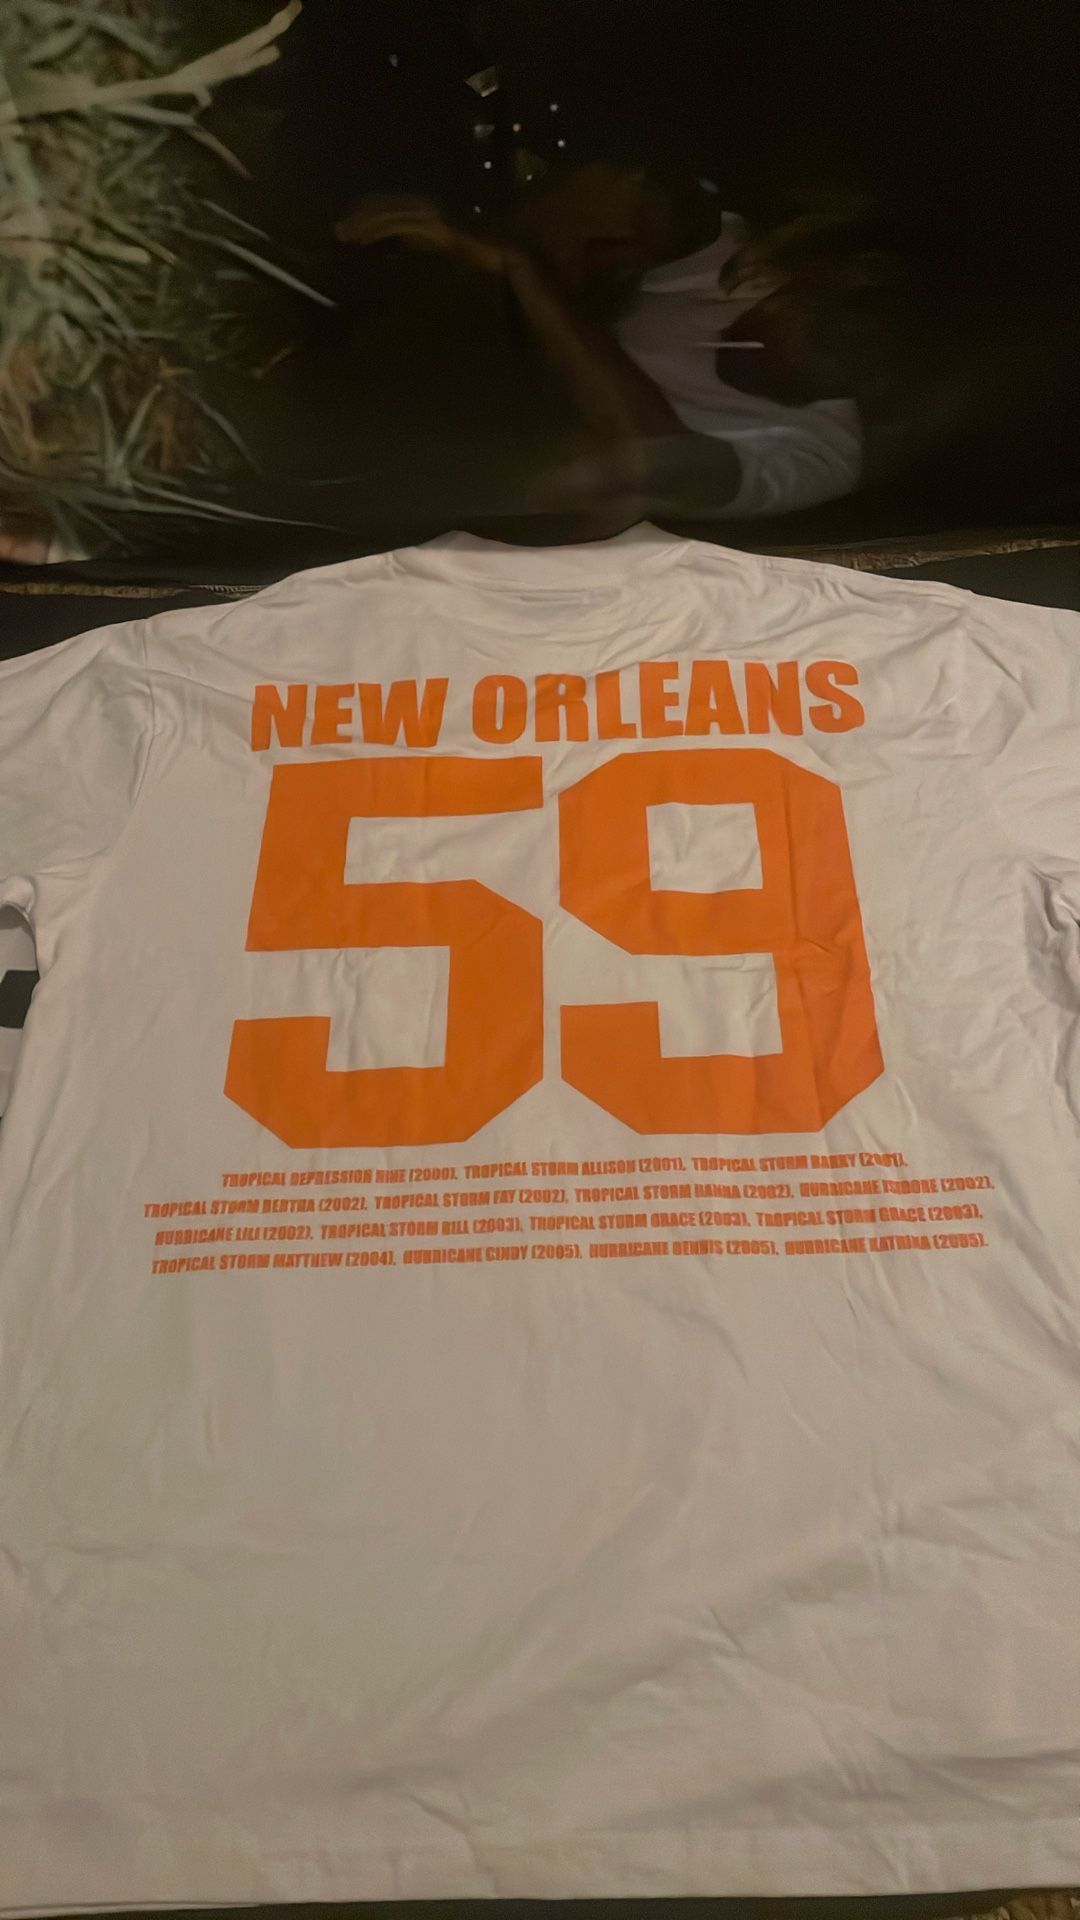 NEW ORLEANS
59
TROPICAL DEPRESSION NINE (2000), TROPICAL STORM ALLISON (2001), TROPICAL STORM BARRY (2001),
TROPICAL STORM BERTHA (2002), TROPICAL STORM FAY (2002), TROPICAL STORM HANNA (2002), HURRICANE ISIDORE (2002),
HURRICANE LILI (2002), TROPICAL STORM BILL (2003), TROPICAL STORM GRACE (2003), TROPICAL STORM GRACE (2003),
TROPICAL STORM MATTHEW (2004), HURRICANE CINDY (2005), HURRICANE DENNIS (2005), HURRICANE KATRINA (2005).